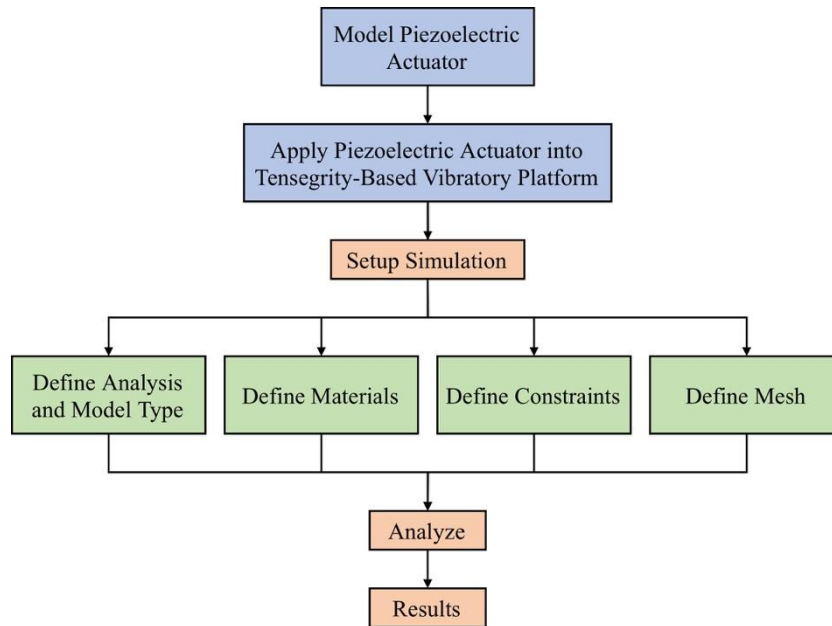 Model Piezoelectric
Actuator
Apply Piezoelectric Actuator into
Tensegrity-Based Vibratory Platform
Setup Simulation
Define Analysis
and Model Type
Define Materials
Define Constraints
Define Mesh
Analyze
Results